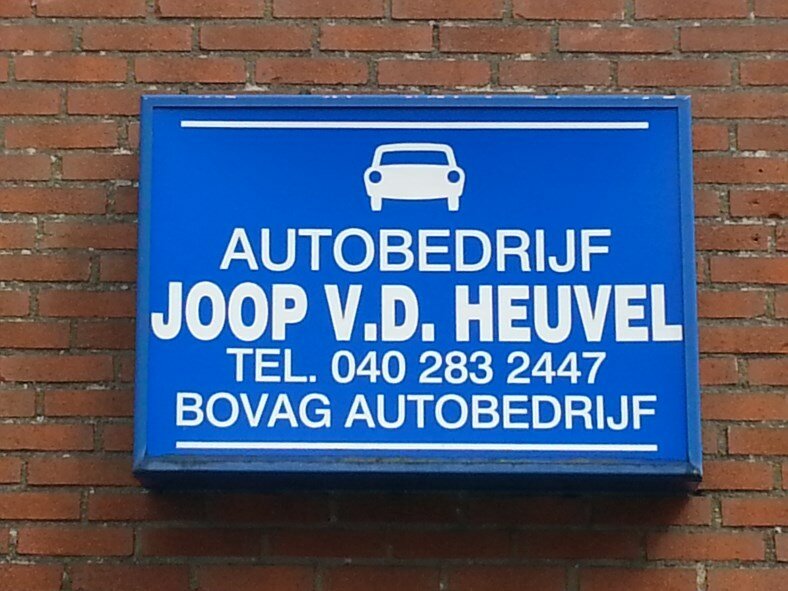 AUTOBEDRIJF
JOOP V.D. HEUVEL
TEL. 040 283 2447
BOVAG AUTOBEDRIJF